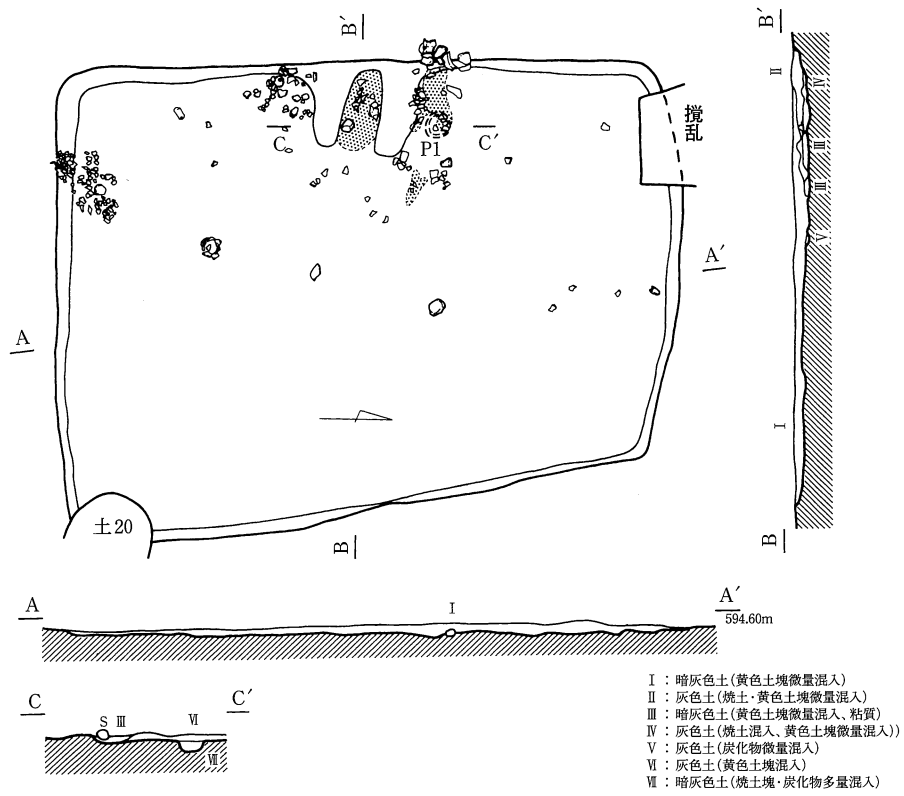 B′
B′
Ⅱ
Ⅳ
攪乱
C
P1
C′
Ⅲ
Ⅲ
Ⅴ
A′
A
Ⅰ
土20
B
B
A
Ⅰ
A′
594.60m
C
C′
S
Ⅲ
Ⅵ
Ⅶ
Ⅰ：暗灰色土(黄色土塊微量混入)
Ⅱ：灰色土(焼土･黄色土塊微量混入)
Ⅲ：暗灰色土(黄色土塊微量混入、粘質)
Ⅳ：灰色土(焼土混入、黄色土塊微量混入))
Ⅴ：灰色土(炭化物微量混入)
Ⅵ：灰色土(黄色土塊混入)
Ⅶ：暗灰色土(焼土塊･炭化物多量混入)